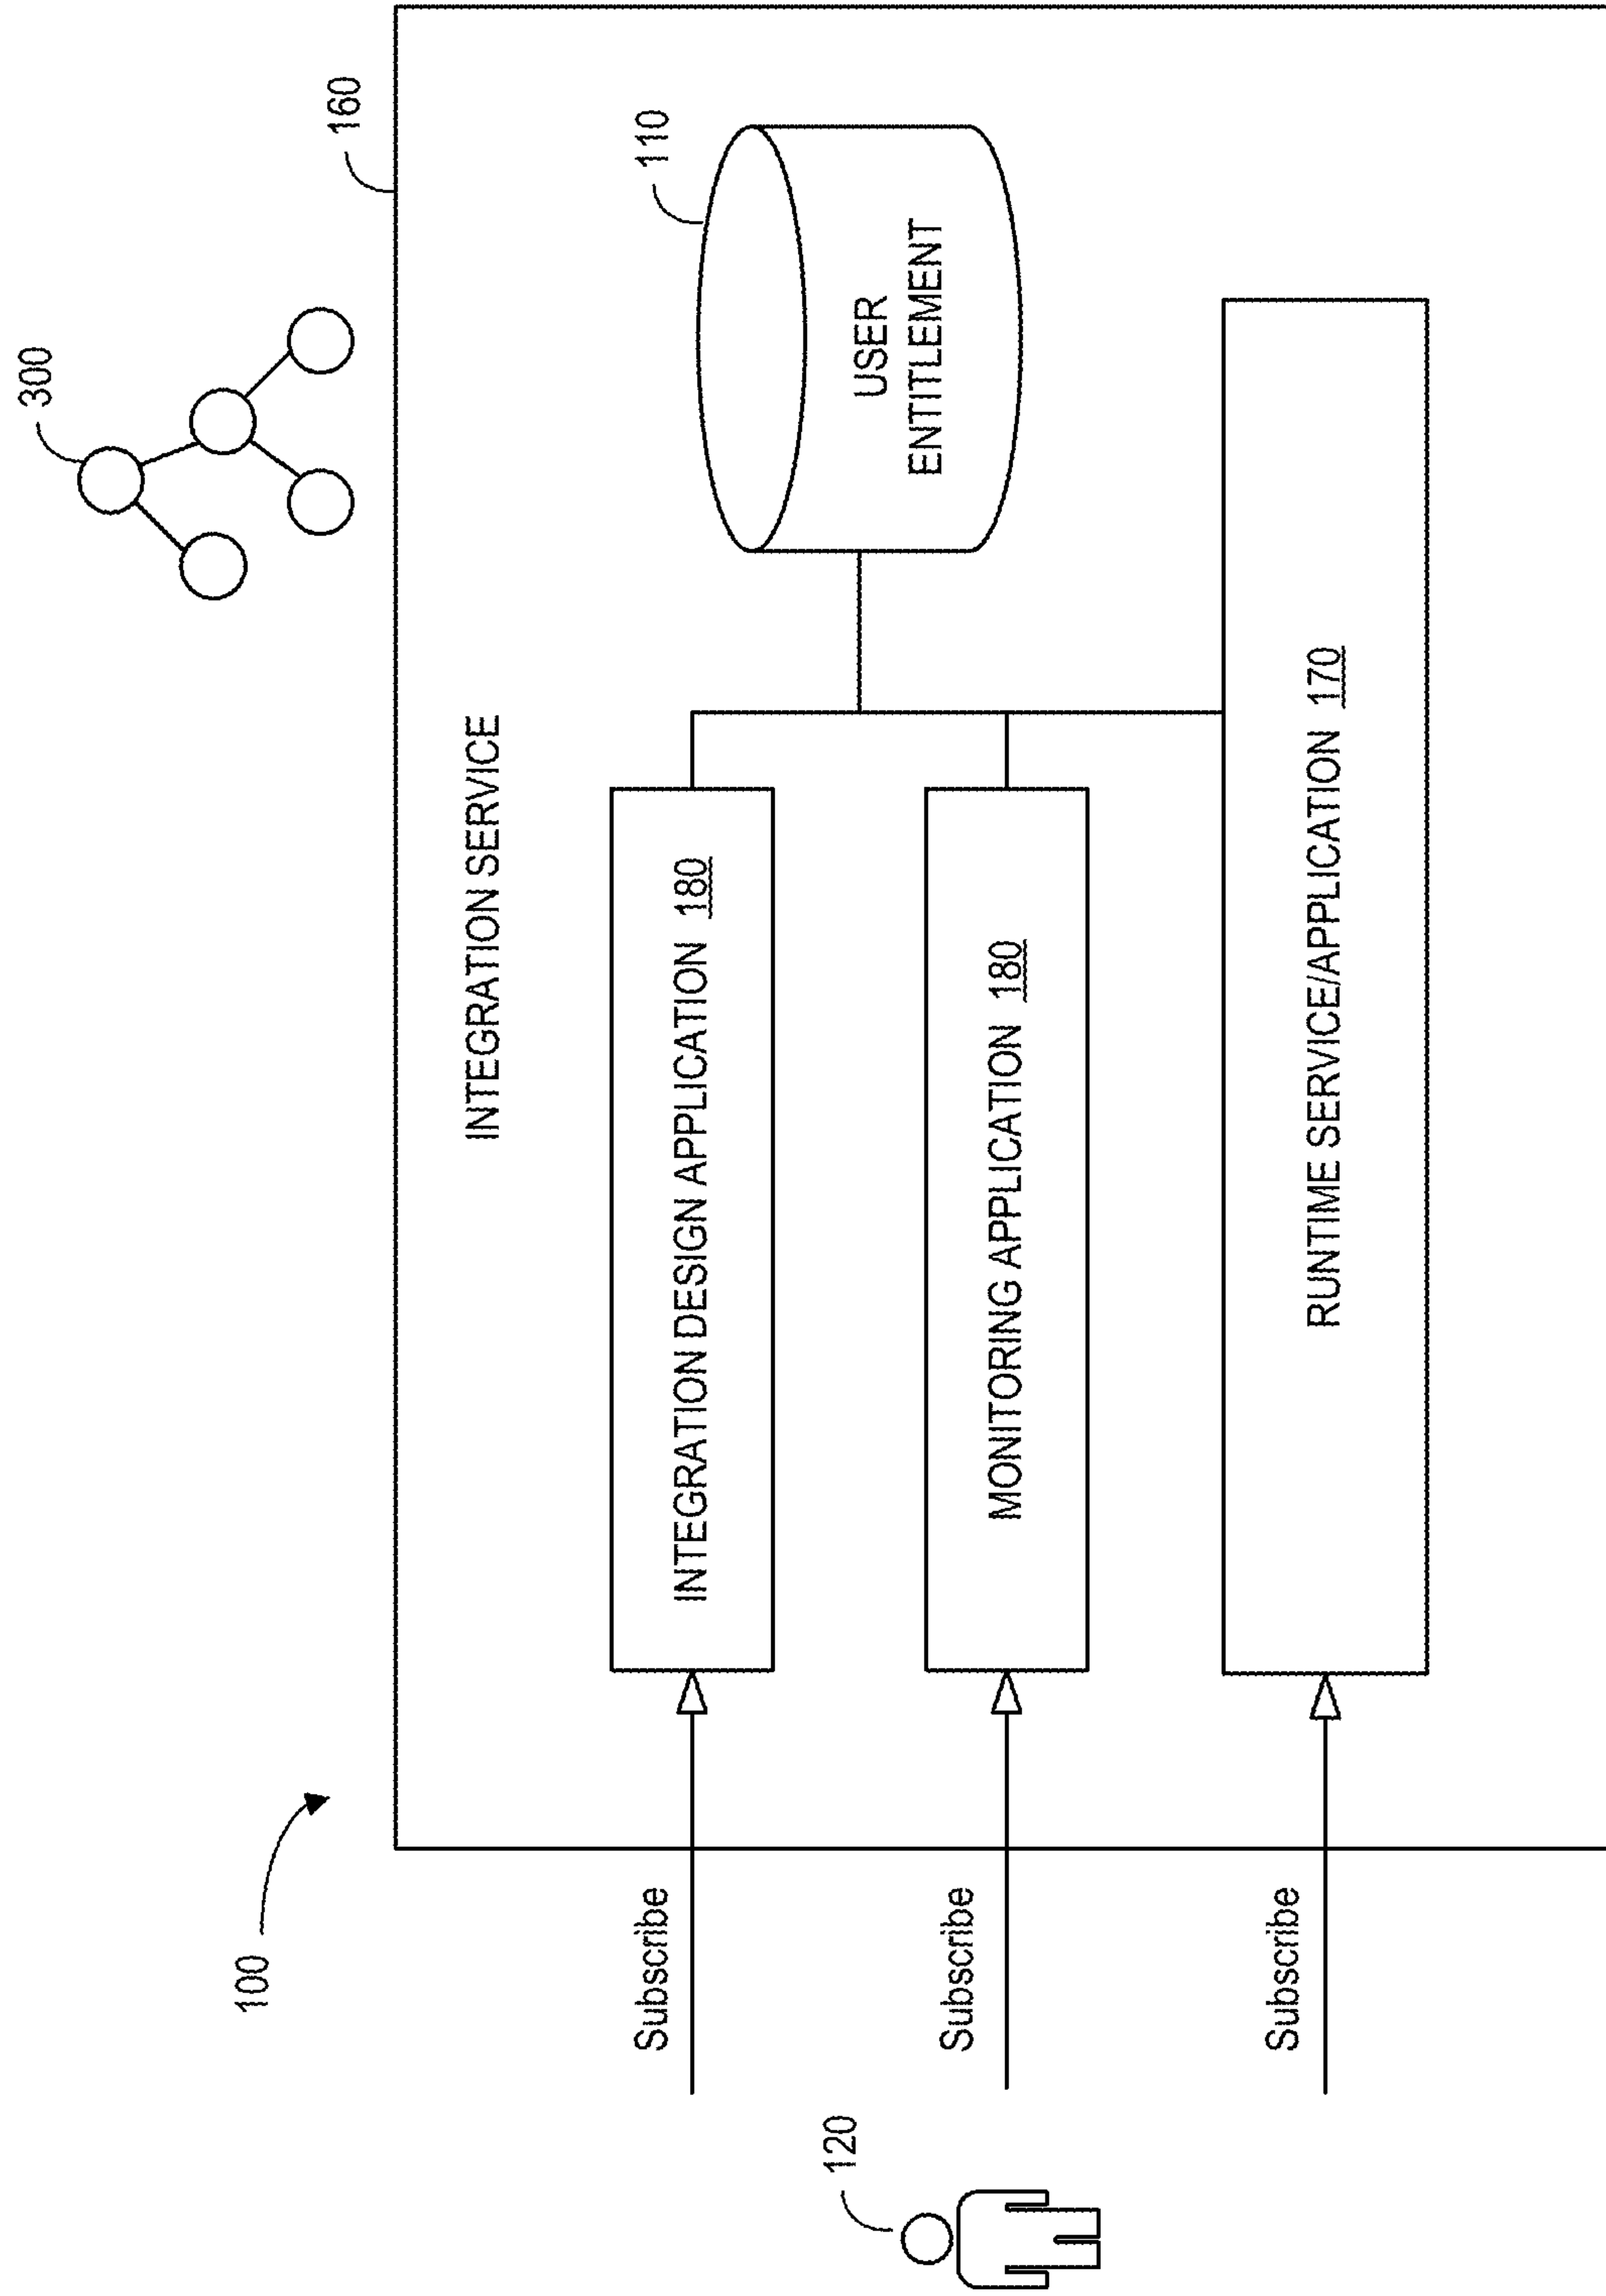 300
160
100
INTEGRATION SERVICE
110
Subscribe
INTEGRATION DESIGN APPLICATION 180
USER
ENTITLEMENT
120
Subscribe
MONITORING APPLICATION 180
Subscribe
RUNTIME SERVICE/APPLICATION 170